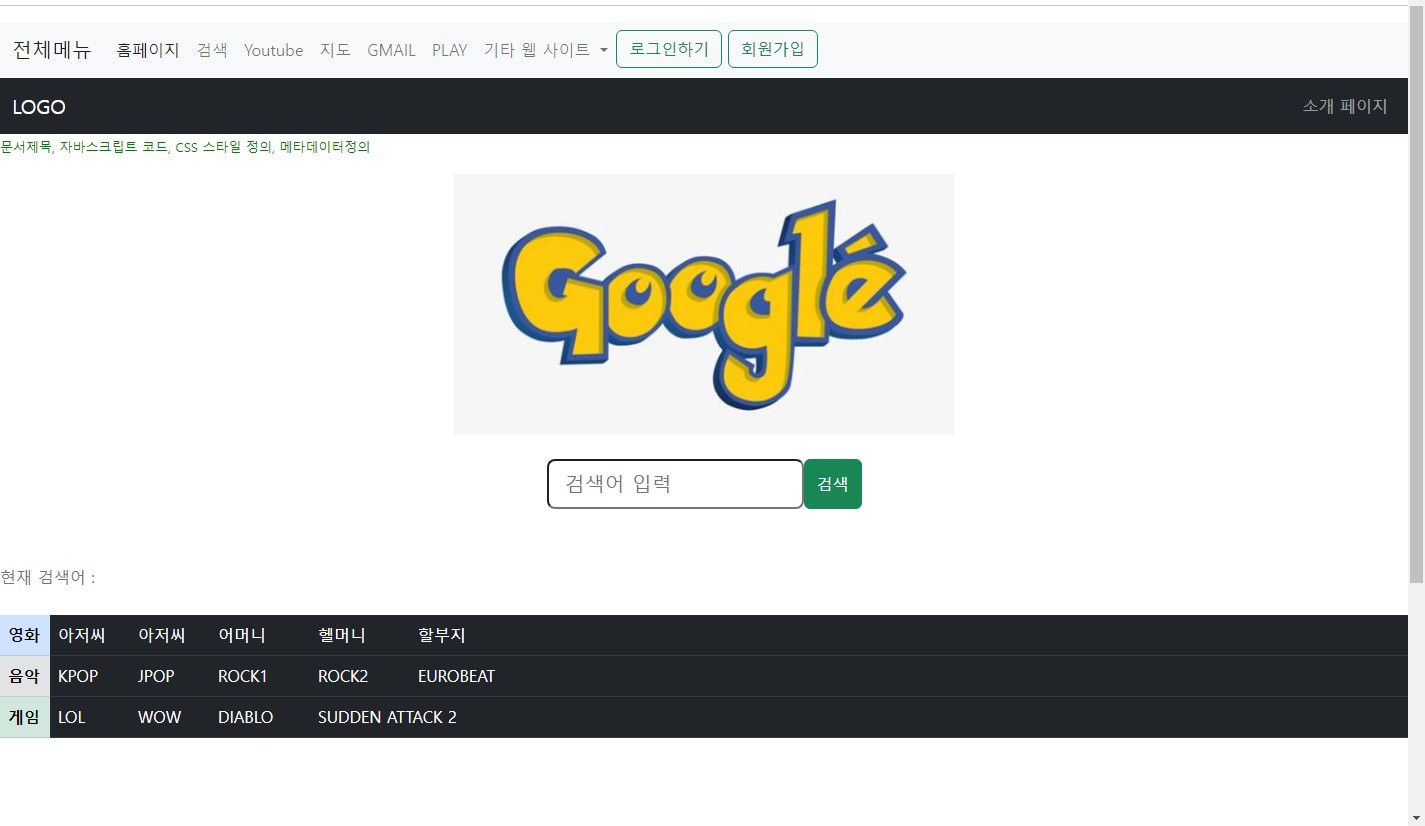 전체메뉴 홈페이지 검색 Youtube 지도 GMAIL PLAY 기타 웹 사이트 로그인하기 회원가입
LOGO 소개 페이지
문서제목, 자바스크립트 코드, CSS 스타일 정의, 메타데이터정의
Googlé
검색어 입력 검색
현재 검색어 :
영화 아저씨 아저씨 어머니 헬머니 할부지
음악 KPOP JPOP ROCK1 ROCK2 EUROBEAT
게임 LOL WOW DIABLO SUDDEN ATTACK 2